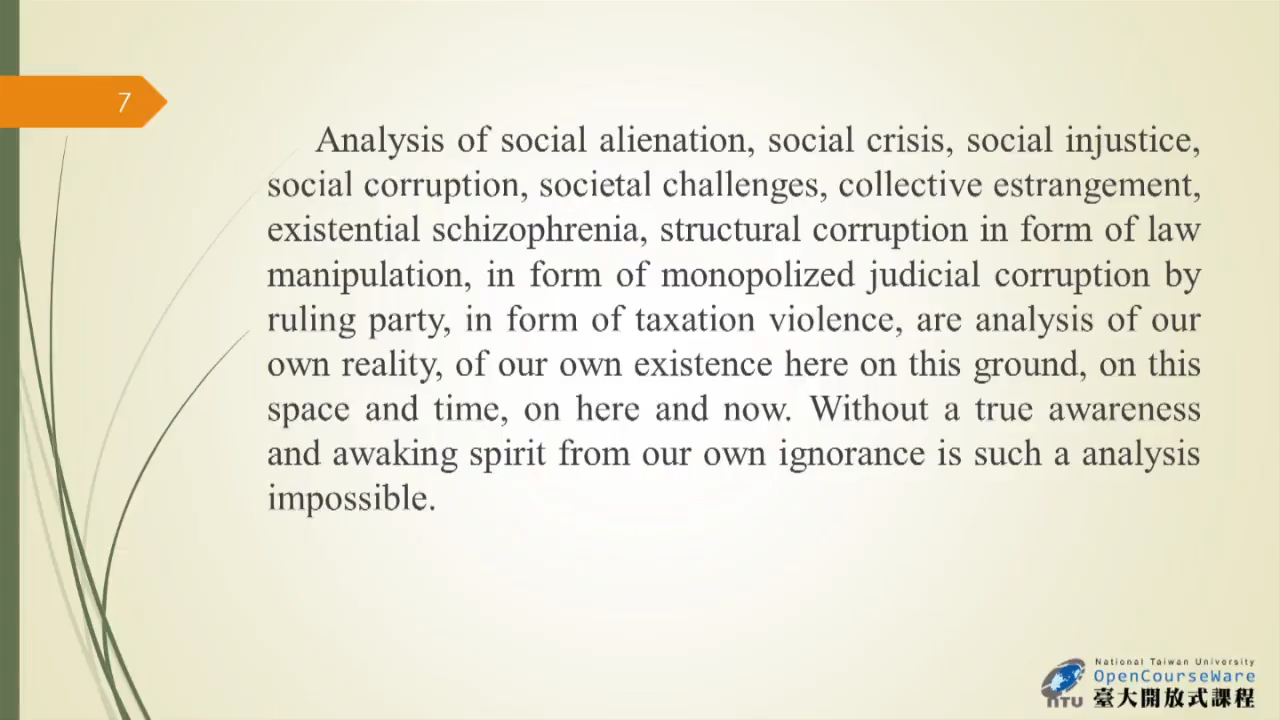 7
Analysis of social alienation, social crisis, social injustice,
social corruption, societal challenges, collective estrangement,
existential schizophrenia, structural corruption in form of law
manipulation, in form of monopolized judicial corruption by
ruling party, in form of taxation violence, are analysis of our
own reality, of our own existence here on this ground, on this
space and time, on here and now. Without a true awareness
and awaking spirit from our own ignorance is such a analysis
impossible.
National Taiwan University
OpenCourseWare
NTU
臺大開放式課程